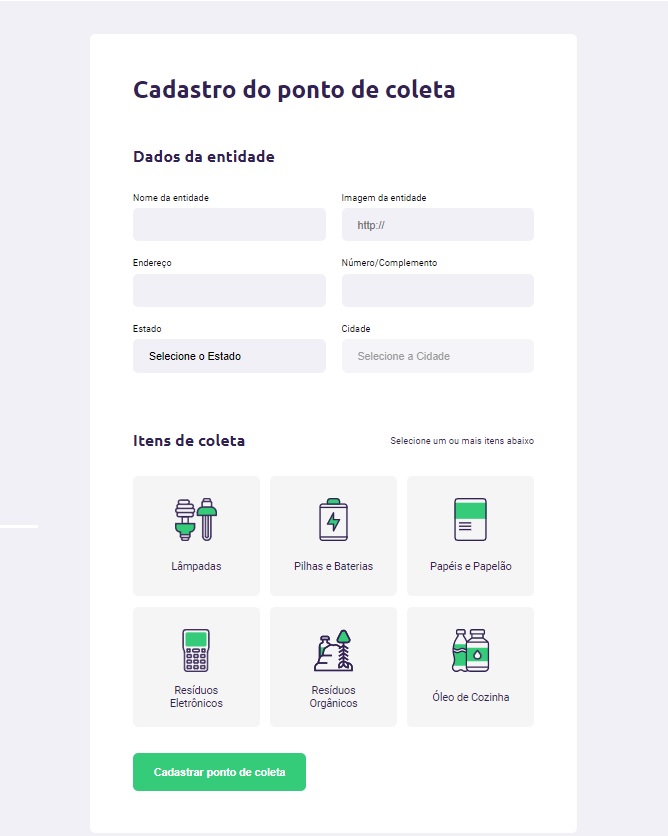 Cadastro do ponto de coleta
Dados da entidade
Nome da entidade
Imagem da entidade
http://
Endereço
Número/Complemento
Estado
Cidade
Selecione o Estado
Selecione a Cidade
Itens de coleta
Selecione um ou mais itens abaixo
Lâmpadas
Pilhas e Baterias
Papéis e Papelão
Resíduos
Eletrônicos
Resíduos
Orgânicos
Óleo de Cozinha
Cadastrar ponto de coleta